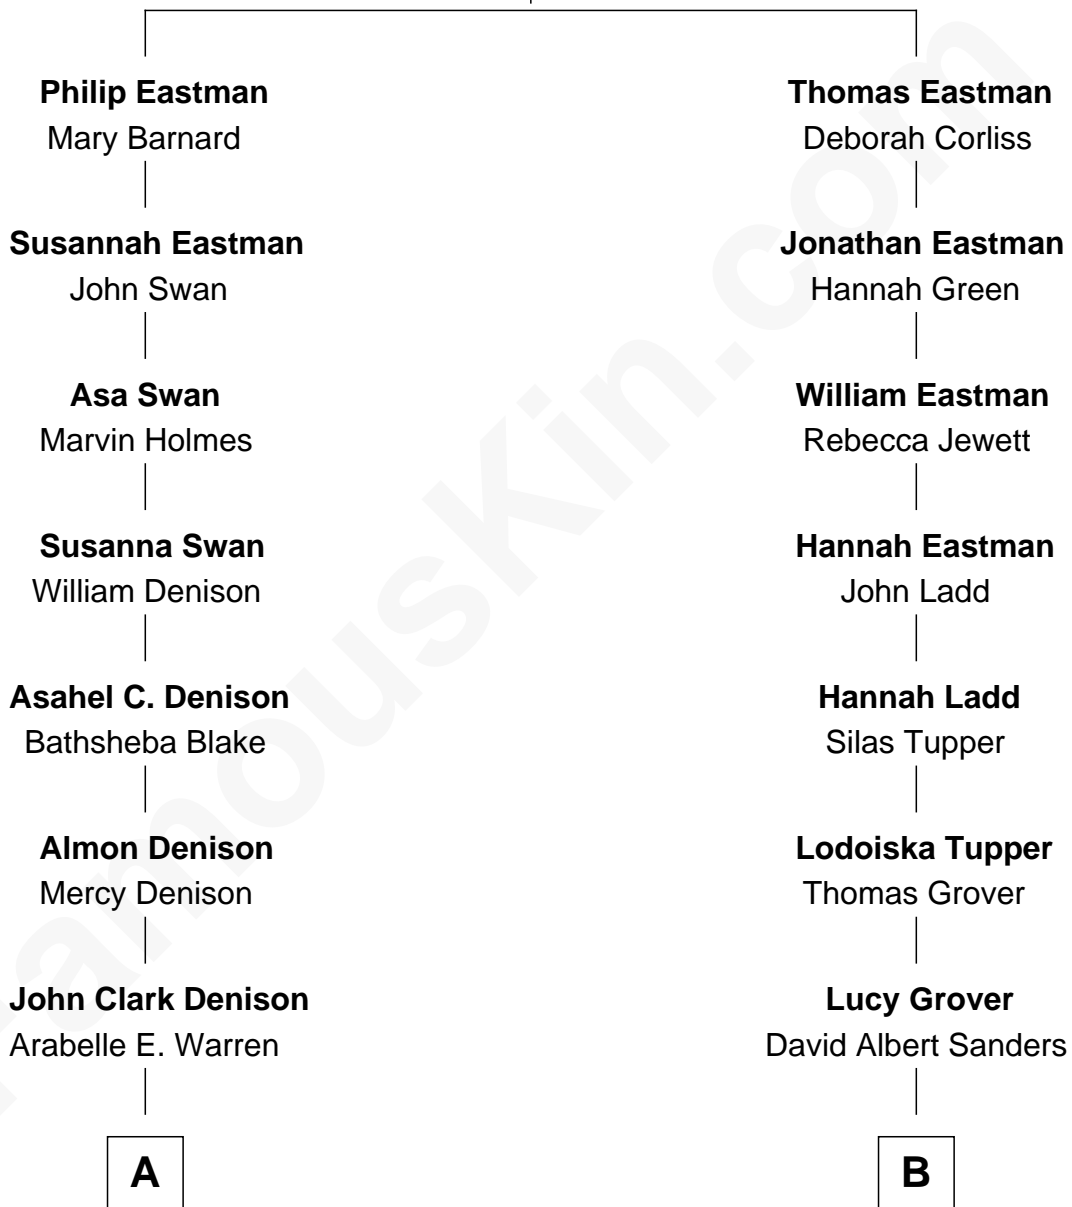 Philip Eastman
Mary Barnard
Susannah Eastman
John Swan
Asa Swan
Marvin Holmes
Susanna Swan
William Denison
Asahel C. Denison
Bathsheba Blake
Almon Denison
Mercy Denison
John Clark Denison
Arabelle E. Warren
A
Thomas Eastman
Deborah Corliss
Jonathan Eastman
Hannah Green
William Eastman
Rebecca Jewett
Hannah Eastman
John Ladd
Hannah Ladd
Silas Tupper
Lodoiska Tupper
Thomas Grover
Lucy Grover
David Albert Sanders
B
FamousKin.com